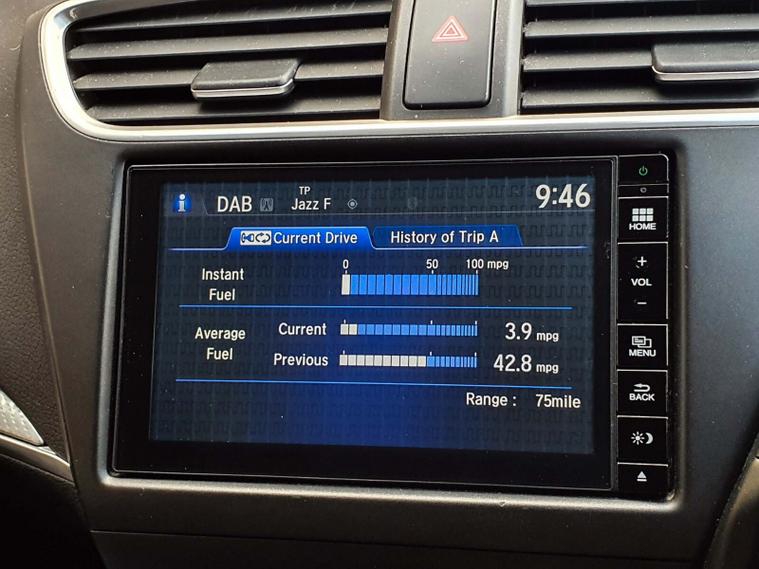 i DAB TP Jazz F 9:46
Current Drive History of Trip A
0 50 100 mpg
Instant
Fuel
Average
Fuel
Current 3.9 mpg
Previous 42.8 mpg
Range : 75mile
HOME
+
VOL
−
MENU
BACK